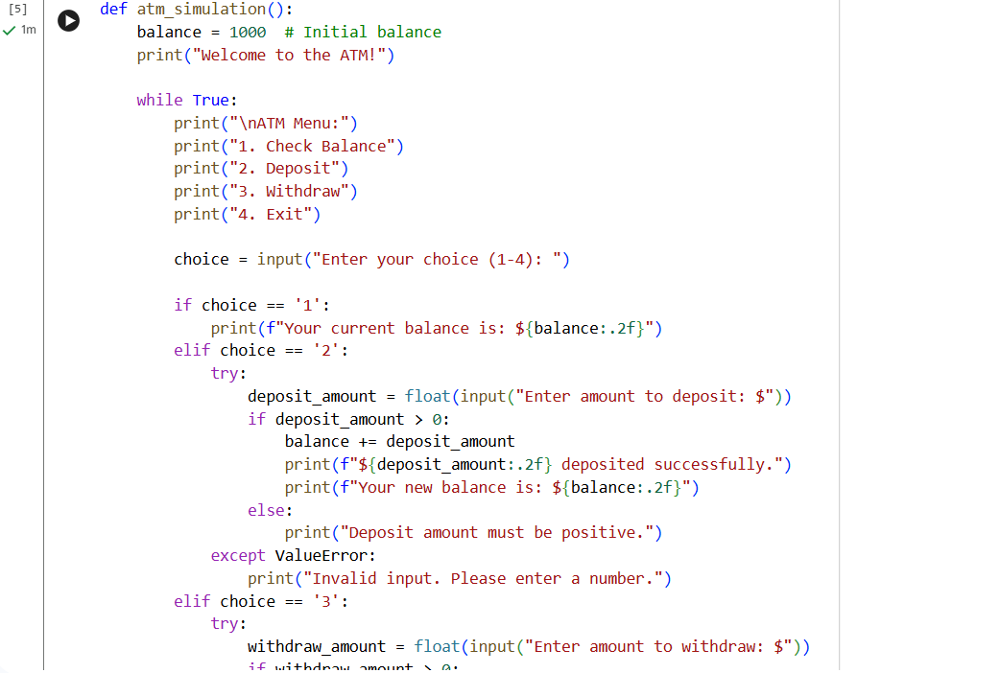 [5]
1m
def atm_simulation():
    balance = 1000  # Initial balance
    print("Welcome to the ATM!")

    while True:
        print("\nATM Menu:")
        print("1. Check Balance")
        print("2. Deposit")
        print("3. Withdraw")
        print("4. Exit")

        choice = input("Enter your choice (1-4): ")

        if choice == '1':
            print(f"Your current balance is: ${balance:.2f}")
        elif choice == '2':
            try:
                deposit_amount = float(input("Enter amount to deposit: $"))
                if deposit_amount > 0:
                    balance += deposit_amount
                    print(f"${deposit_amount:.2f} deposited successfully.")
                    print(f"Your new balance is: ${balance:.2f}")
                else:
                    print("Deposit amount must be positive.")
            except ValueError:
                print("Invalid input. Please enter a number.")
        elif choice == '3':
            try:
                withdraw_amount = float(input("Enter amount to withdraw: $"))
                if withdraw_amount > 0: